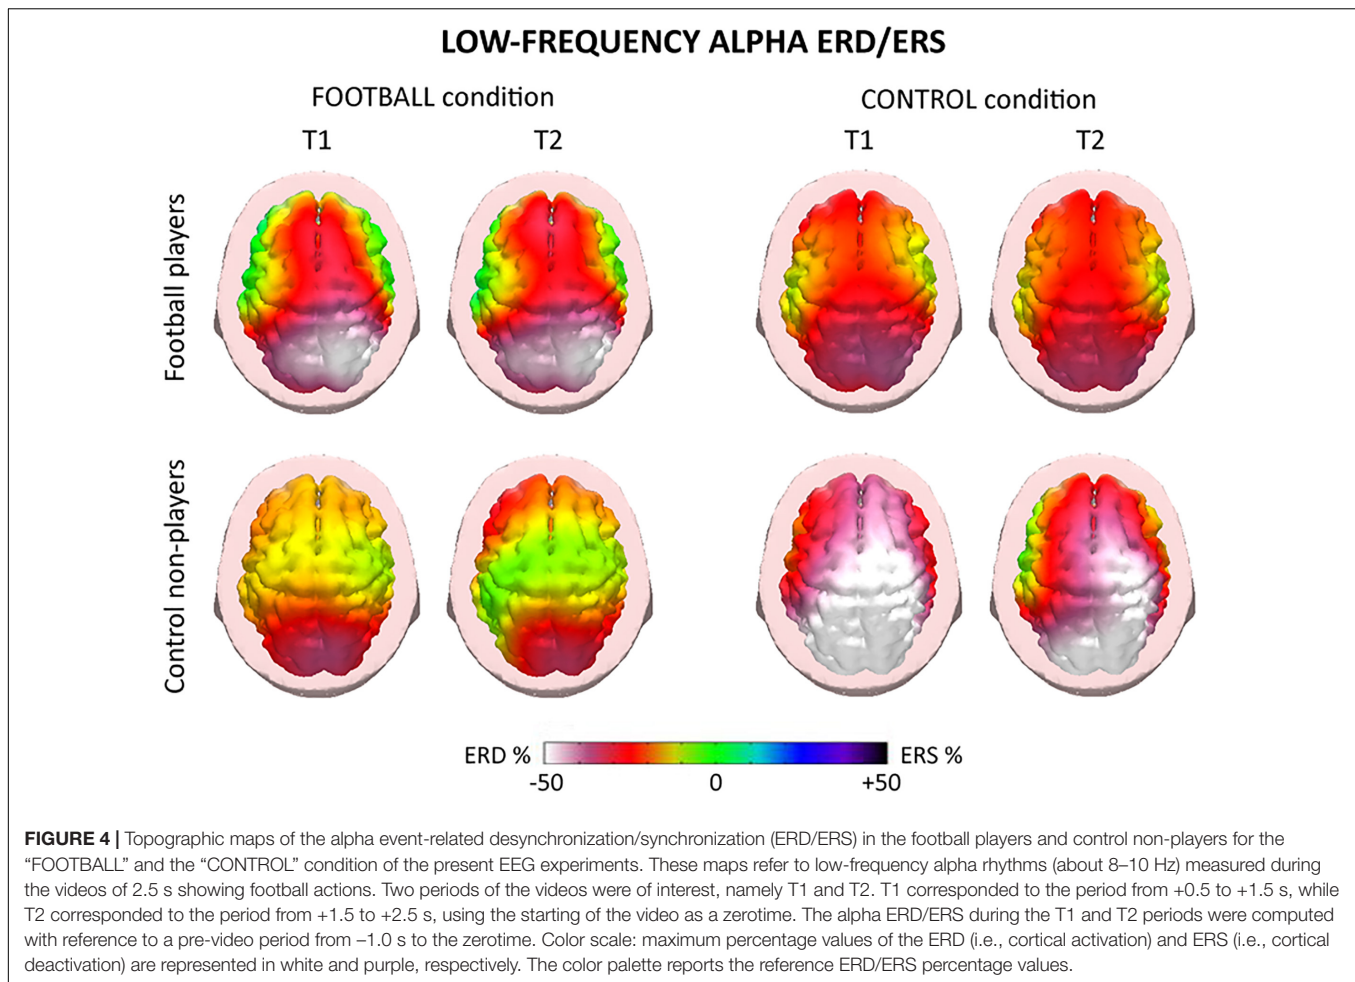 LOW-FREQUENCY ALPHA ERD/ERS
FOOTBALL condition
CONTROL condition
T1
T2
T1
T2
Football players
Control non-players
ERD %
ERS %
-50
0
+50
FIGURE 4 | Topographic maps of the alpha event-related desynchronization/synchronization (ERD/ERS) in the football players and control non-players for the
“FOOTBALL” and the “CONTROL” condition of the present EEG experiments. These maps refer to low-frequency alpha rhythms (about 8–10 Hz) measured during
the videos of 2.5 s showing football actions. Two periods of the videos were of interest, namely T1 and T2. T1 corresponded to the period from +0.5 to +1.5 s, while
T2 corresponded to the period from +1.5 to +2.5 s, using the starting of the video as a zerotime. The alpha ERD/ERS during the T1 and T2 periods were computed
with reference to a pre-video period from –1.0 s to the zerotime. Color scale: maximum percentage values of the ERD (i.e., cortical activation) and ERS (i.e., cortical
deactivation) are represented in white and purple, respectively. The color palette reports the reference ERD/ERS percentage values.